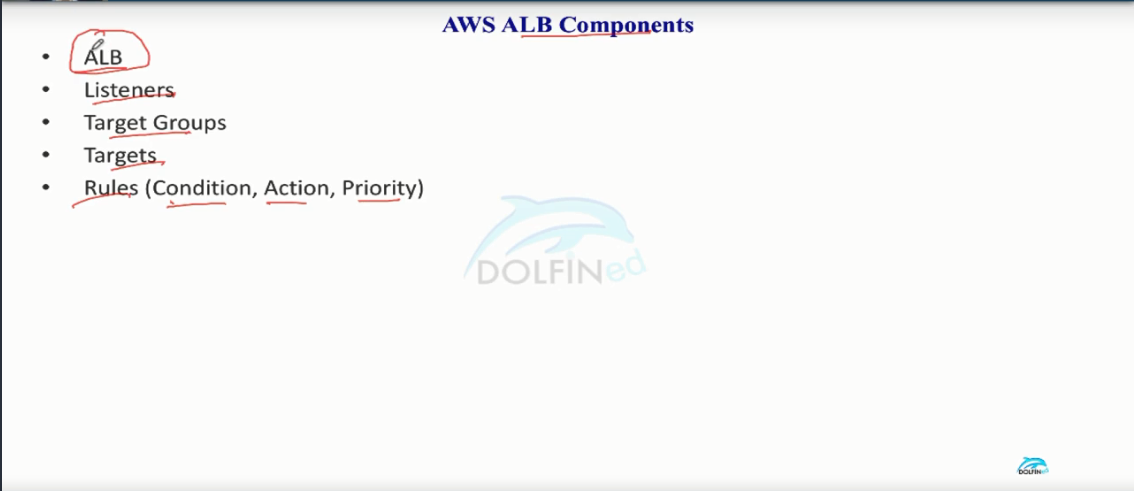 AWS ALB Components
• ALB
• Listeners
• Target Groups
• Targets
• Rules (Condition, Action, Priority)
DOLFINed
DOLFINed